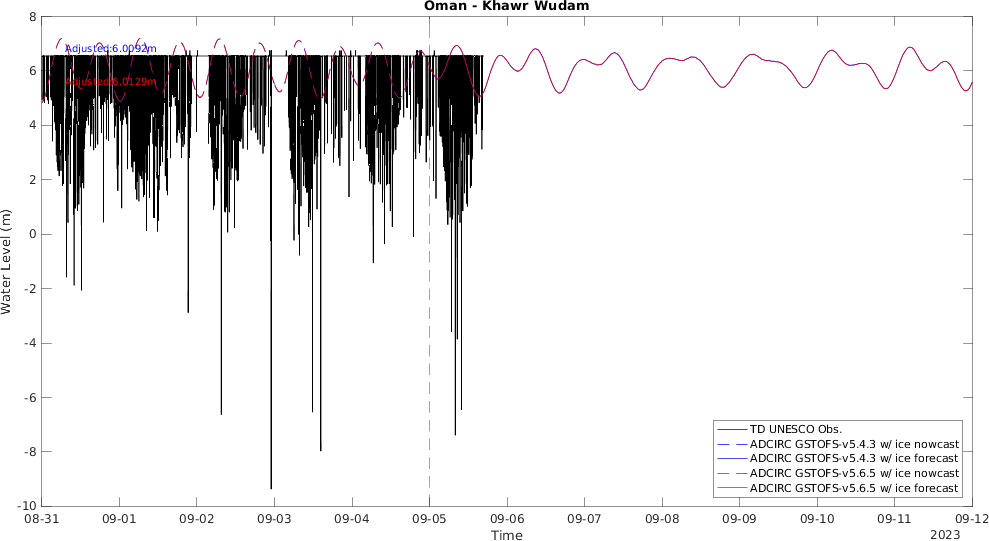 Oman - Khawr Wudam
8
6
4
2
0
-2
-4
-6
-8
-10
Water Level (m)
Adjusted:6.0092m
Adjusted:6.0129m
TD UNESCO Obs.
ADCIRC GSTOFS-v5.4.3 w/ ice nowcast
ADCIRC GSTOFS-v5.4.3 w/ ice forecast
ADCIRC GSTOFS-v5.6.5 w/ ice nowcast
ADCIRC GSTOFS-v5.6.5 w/ ice forecast
08-31 09-01 09-02 09-03 09-04 09-05 09-06 09-07 09-08 09-09 09-10 09-11 09-12
Time
2023